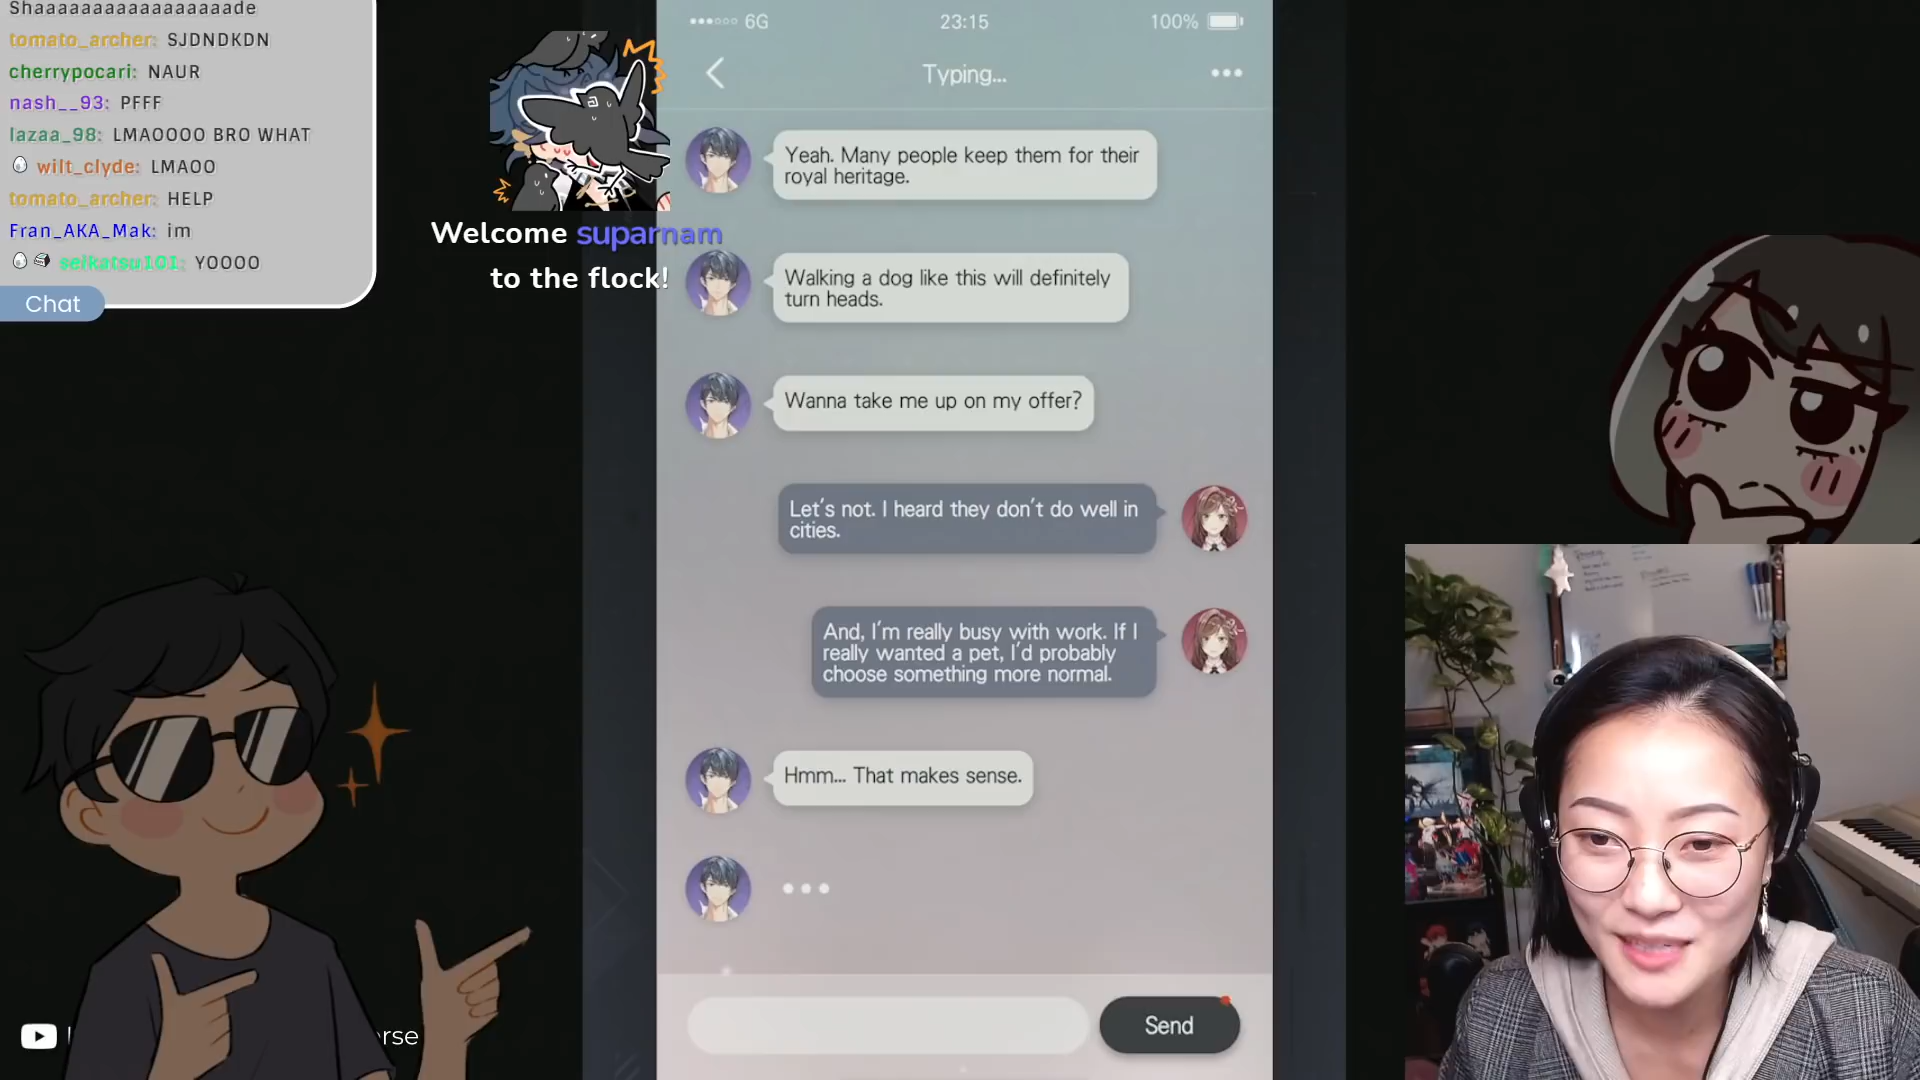 Shaaaaaaaaaaaaaaaaade
tomato_archer: SJDNDKDN
cherrypocari: NAUR
nash__93: PFFF
lazaa_98: LMAOOOO BRO WHAT
wilt_clyde: LMAOO
tomato_archer: HELP
Fran_AKA_Mak: im
seikatsu101: YOOOO
Chat
Welcome suparnam
to the flock!
6G
23:15
100%
Typing...
Yeah. Many people keep them for their
royal heritage.
Walking a dog like this will definitely
turn heads.
Wanna take me up on my offer?
Let's not. I heard they don't do well in
cities.
And, I'm really busy with work. If I
really wanted a pet, I'd probably
choose something more normal.
Hmm... That makes sense.
Send
rse